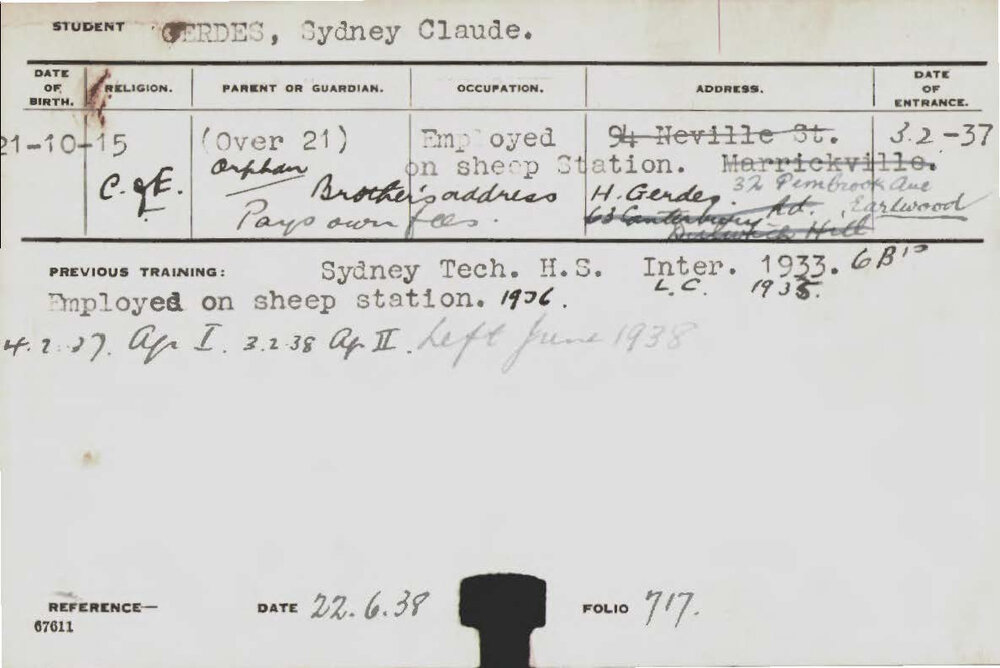 STUDENT GERDES, Sydney Claude.
DATE OF BIRTH. RELIGION. PARENT OR GUARDIAN. OCCUPATION. ADDRESS. DATE OF ENTRANCE.
21-10-15 (Over 21) Employed 94 Neville St. 3.2.-37
C. of E. Orphan on sheep Station. Marrickville.
Brother's address H. Gerdes. 32 Pembrook Ave
Pays own fees. 63 Canterbury Rd. Earlwood
Dulwich Hill
PREVIOUS TRAINING: Sydney Tech. H.S. Inter. 1933. 6 B's
Employed on sheep station. 1936. L.C. 1935.
4.2.37. Ag I. 3.2.38 Ag II. Left June 1938
REFERENCE— DATE 22.6.38 FOLIO 717.
67611